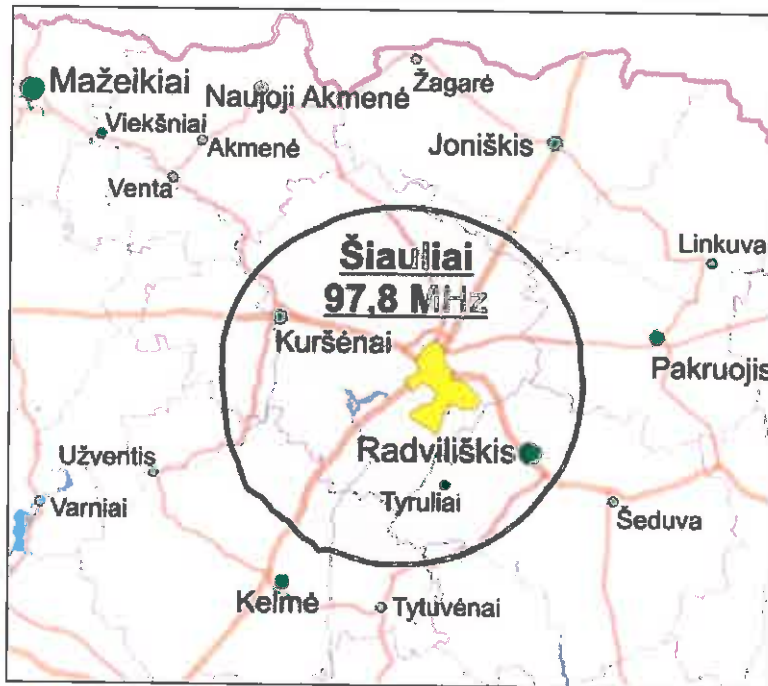 Mažeikiai
Naujoji Akmenė
Žagarė
Viekšniai
Akmenė
Joniškis
Venta
Linkuva
Šiauliai
97,8 MHz
Kuršėnai
Pakruojis
Užventis
Radviliškis
Varniai
Tyruliai
Šeduva
Kelmė
Tytuvėnai